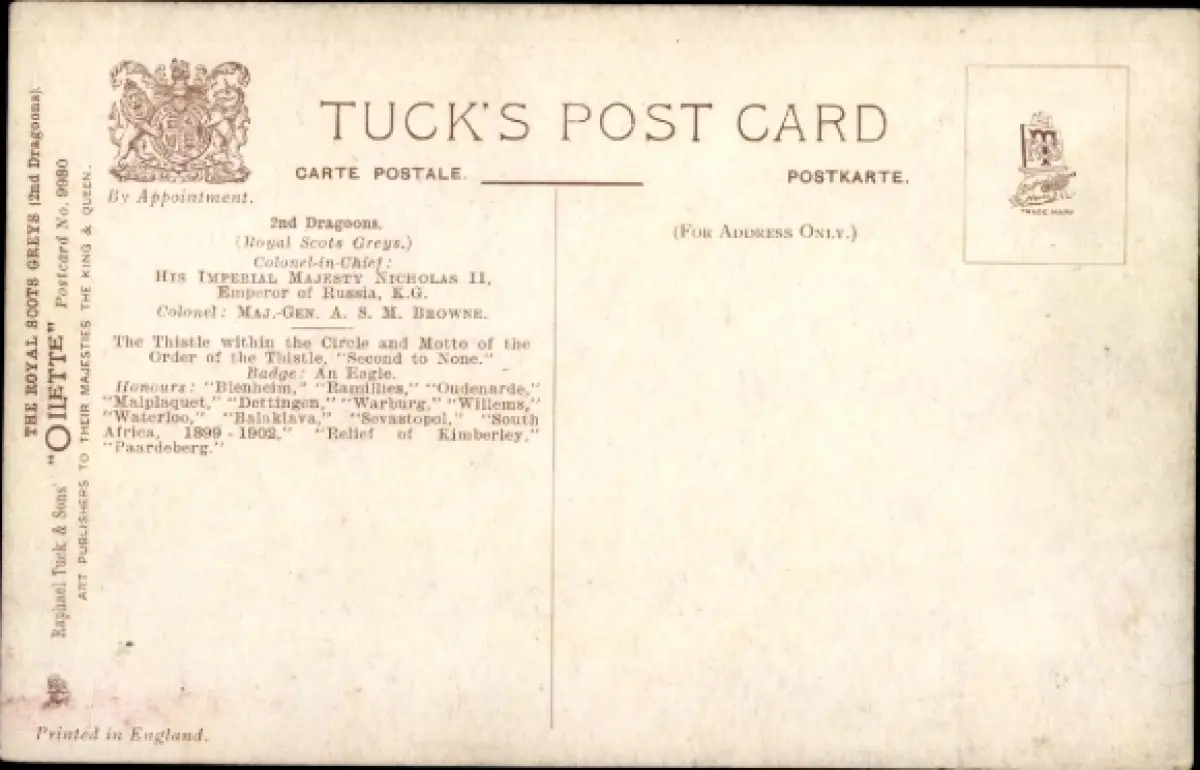 TUCK'S POST CARD
CARTE POSTALE.
POSTKARTE.
By Appointment.
(FOR ADDRESS ONLY.)
TRADE MARK
2nd Dragoons.
(Royal Scots Greys.)
Colonel-in-Chief:
HIS IMPERIAL MAJESTY NICHOLAS II,
Emperor of Russia, K.G.
Colonel: MAJ.-GEN. A. S. M. BROWNE.
The Thistle within the Circle and Motto of the
Order of the Thistle, "Second to None."
Badge: An Eagle.
Honours: "Blenheim," "Ramillies," "Oudenarde,"
"Malplaquet," "Dettingen," "Warburg," "Willems,"
"Waterloo," "Balaklava," "Sevastopol," "South
Africa, 1899-1902," "Relief of Kimberley,"
"Paardeberg."
THE ROYAL SCOTS GREYS (2nd Dragoons).
Raphael Tuck & Sons' "OILETTE" Postcard No. 9980
ART PUBLISHERS TO THEIR MAJESTIES THE KING & QUEEN.
Printed in England.